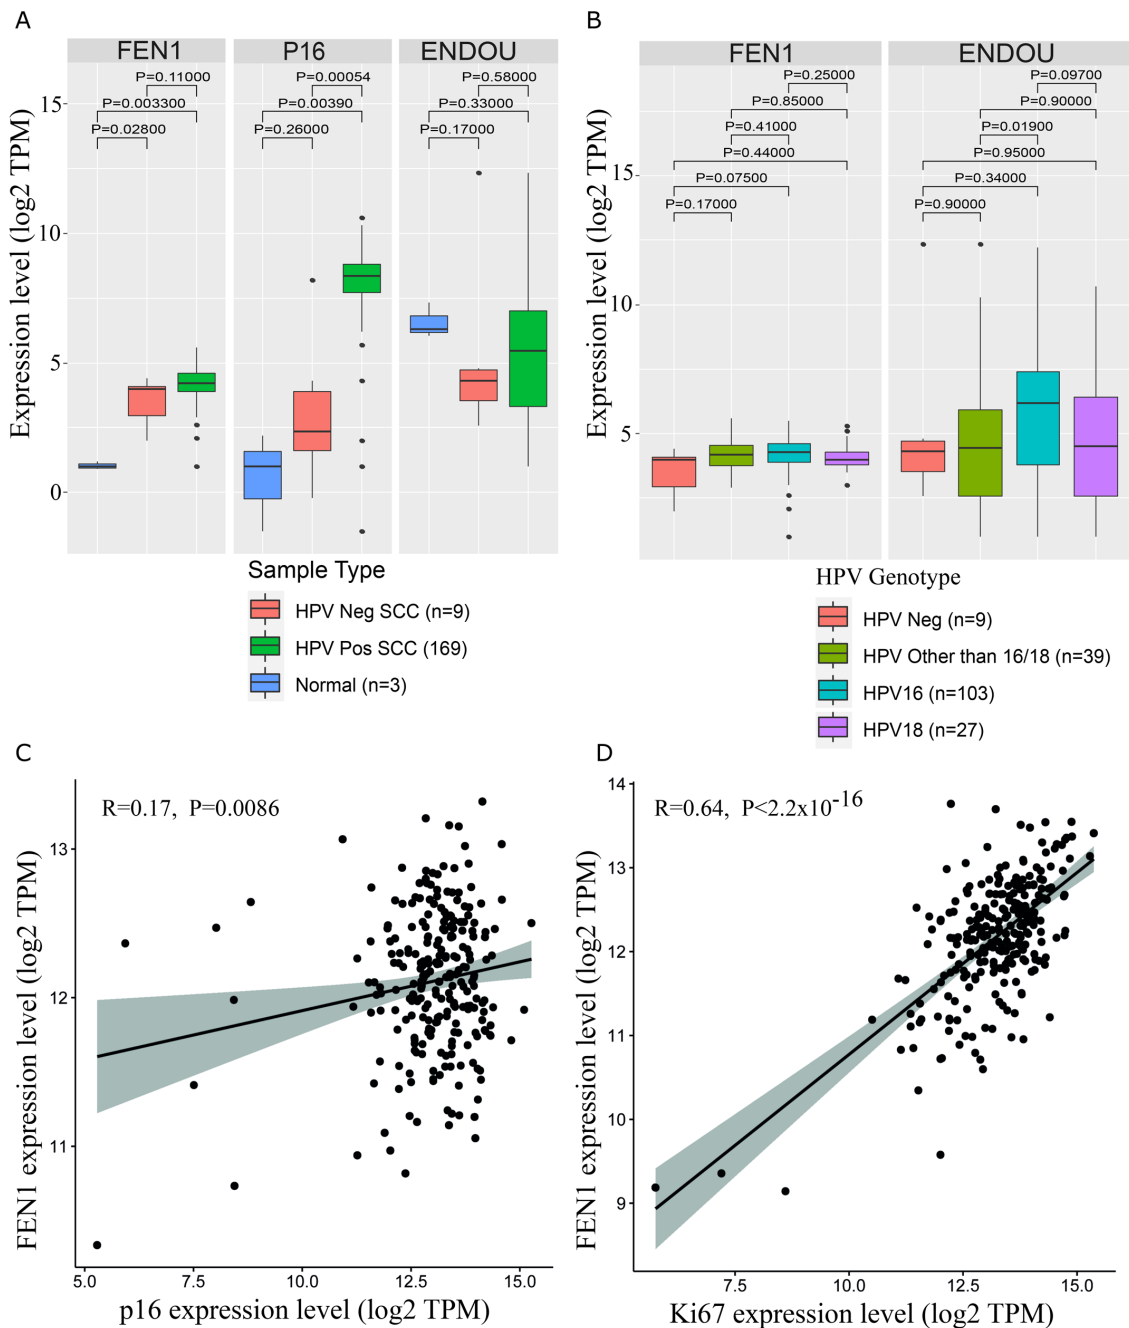 A
B
FEN1
P16
ENDOU
P=0.11000
P=0.003300
P=0.02800
P=0.00054
P=0.00390
P=0.26000
P=0.58000
P=0.33000
P=0.17000
15
10
5
0
Expression level (log2 TPM)
Sample Type
HPV Neg SCC (n=9)
HPV Pos SCC (169)
Normal (n=3)
FEN1
ENDOU
P=0.25000
P=0.85000
P=0.41000
P=0.44000
P=0.07500
P=0.17000
P=0.09700
P=0.90000
P=0.01900
P=0.95000
P=0.34000
P=0.90000
15
10
5
Expression level (log2 TPM)
HPV Genotype
HPV Neg (n=9)
HPV Other than 16/18 (n=39)
HPV16 (n=103)
HPV18 (n=27)
C
R=0.17, P=0.0086
13
12
11
FEN1 expression level (log2 TPM)
5.0 7.5 10.0 12.5 15.0
p16 expression level (log2 TPM)
D
R=0.64, P<2.2x10-16
14
13
12
11
10
9
FEN1 expression level (log2 TPM)
7.5 10.0 12.5 15.0
Ki67 expression level (log2 TPM)